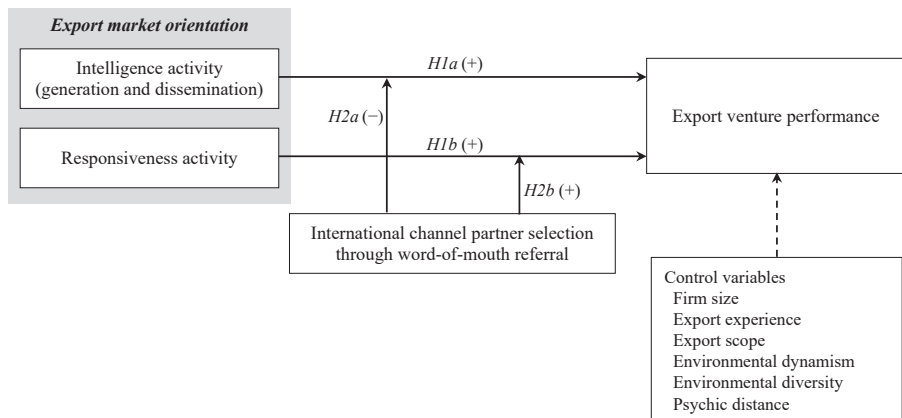 Export market orientation
Intelligence activity
(generation and dissemination)
H1a (+)
Export venture performance
H2a (−)
Responsiveness activity
H1b (+)
H2b (+)
International channel partner selection
through word-of-mouth referral
Control variables
Firm size
Export experience
Export scope
Environmental dynamism
Environmental diversity
Psychic distance